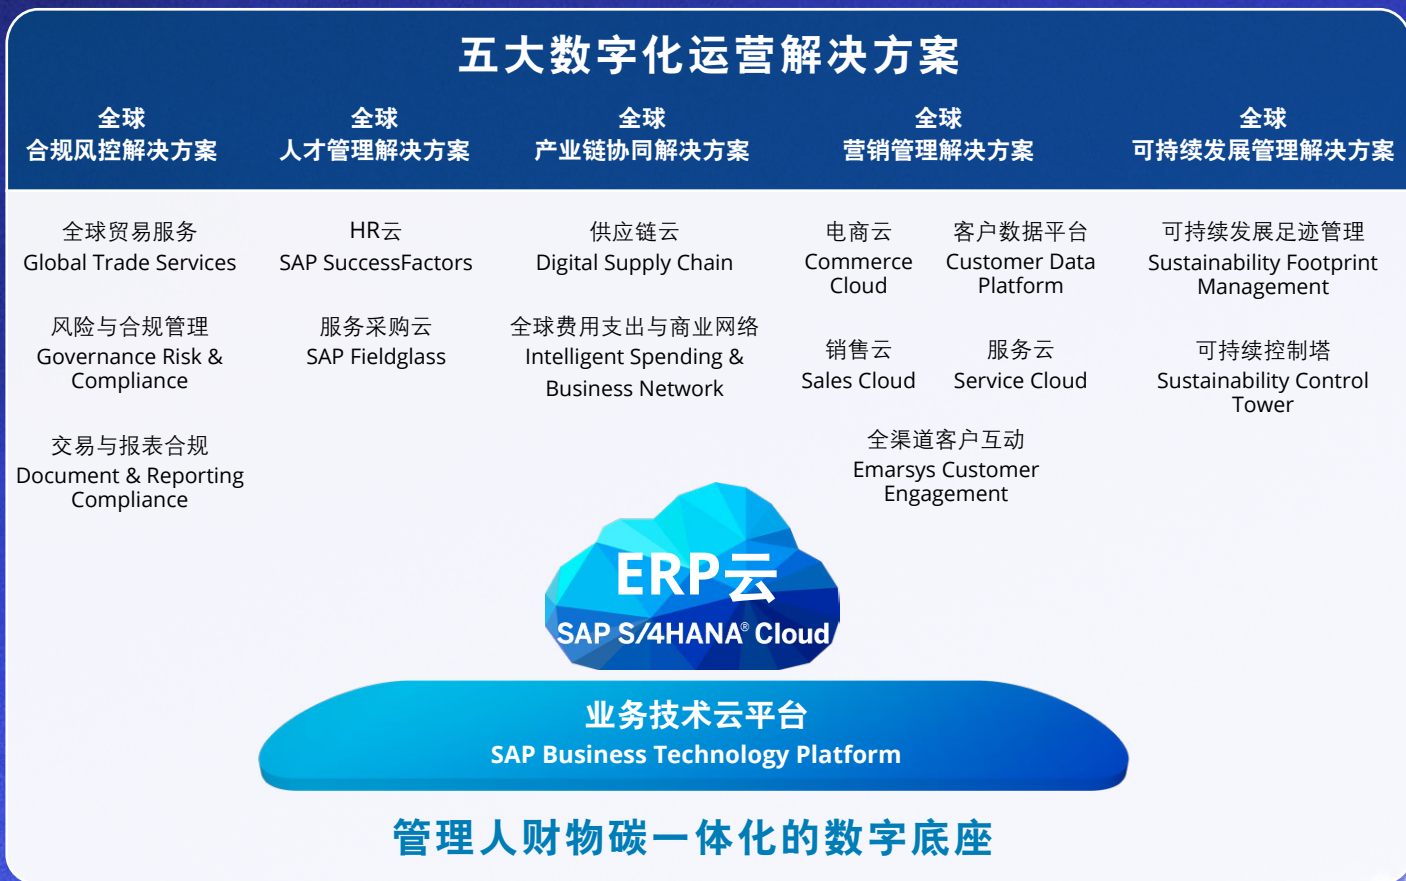 五大数字化运营解决方案
全球
合规风控解决方案
全球
人才管理解决方案
全球
产业链协同解决方案
全球
营销管理解决方案
全球
可持续发展管理解决方案
全球贸易服务
Global Trade Services
风险与合规管理
Governance Risk &
Compliance
交易与报表合规
Document & Reporting
Compliance
HR云
SAP SuccessFactors
服务采购云
SAP Fieldglass
供应链云
Digital Supply Chain
全球费用支出与商业网络
Intelligent Spending &
Business Network
电商云
Commerce
Cloud
客户数据平台
Customer Data
Platform
销售云
Sales Cloud
服务云
Service Cloud
全渠道客户互动
Emarsys Customer
Engagement
可持续发展足迹管理
Sustainability Footprint
Management
可持续控制塔
Sustainability Control
Tower
ERP云
SAP S/4HANA® Cloud
业务技术云平台
SAP Business Technology Platform
管理人财物碳一体化的数字底座